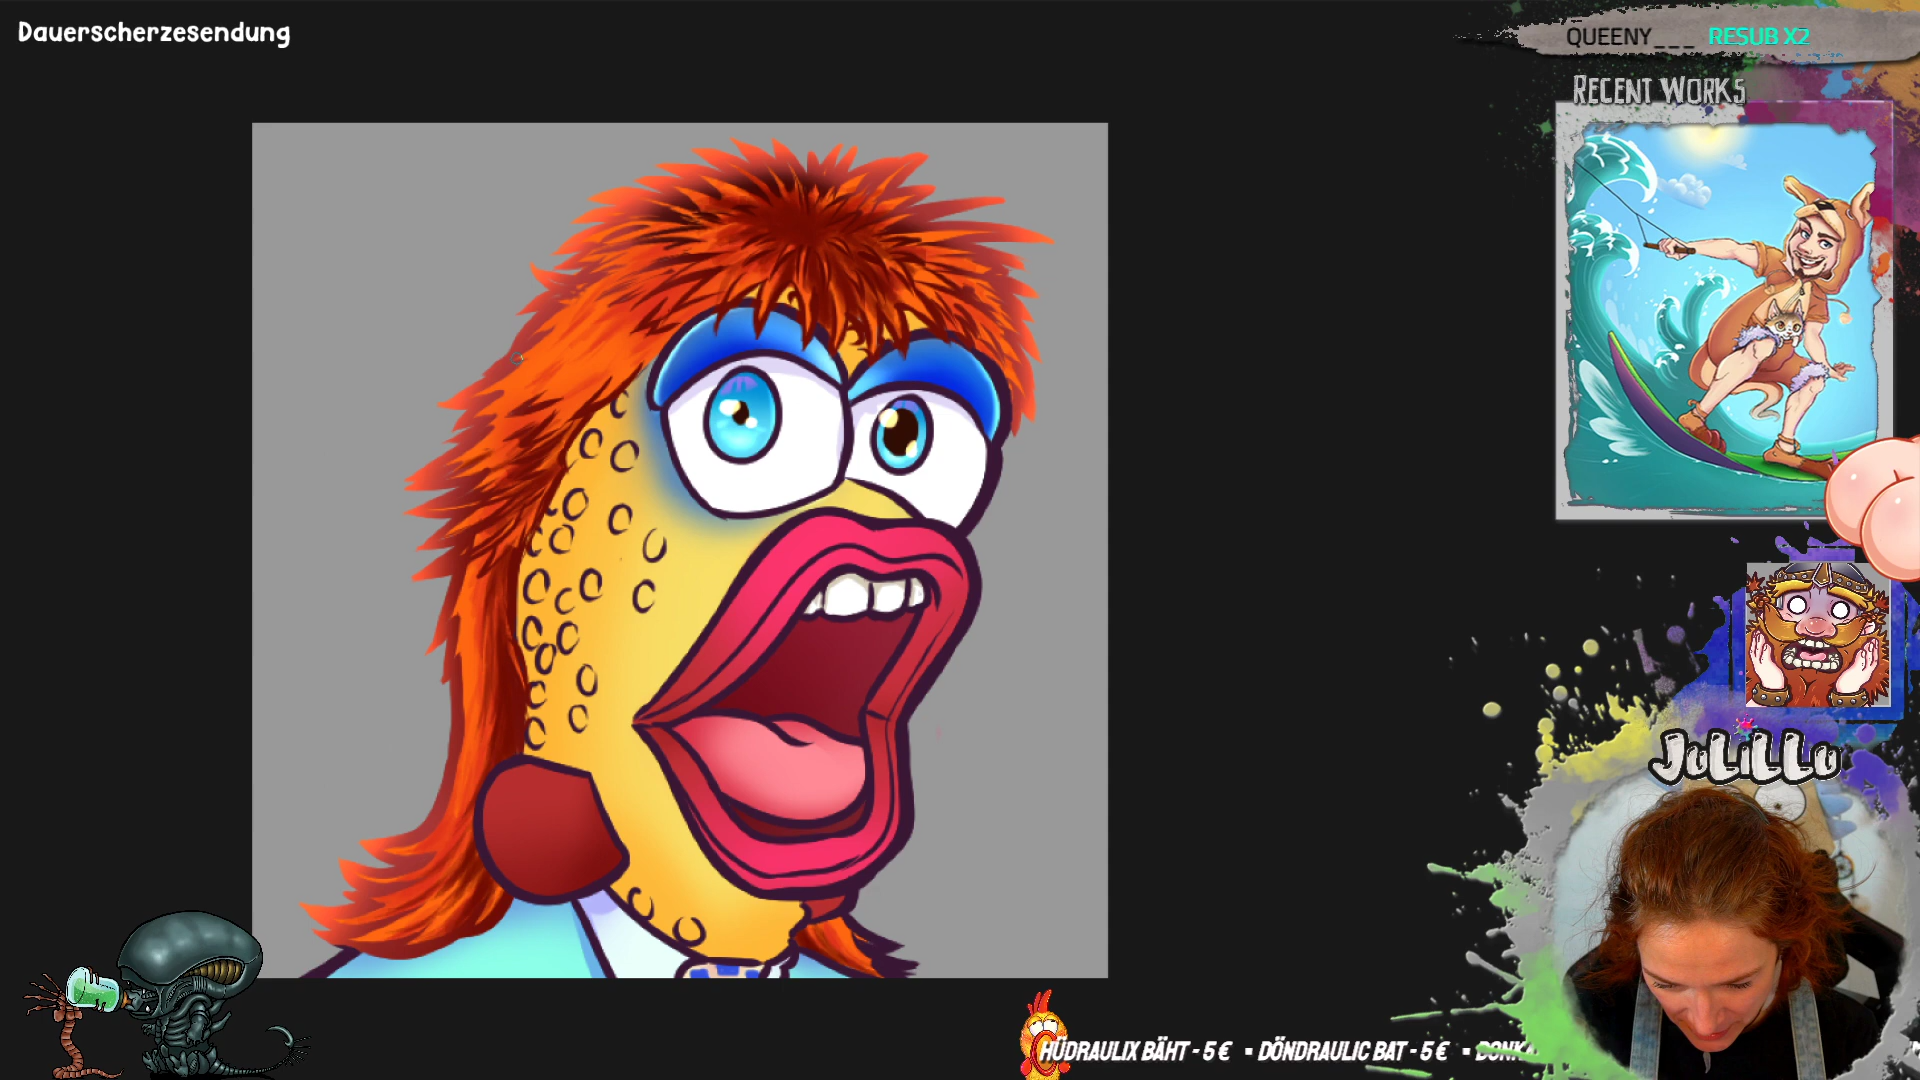 Dauerscherzesendung
QUEENY___ RESUB X2
RECENT WORKS
JuLiLLu
HÜDRAULIX BÄHT - 5 € ▪ DÖNDRAULIC BAT - 5 € ▪